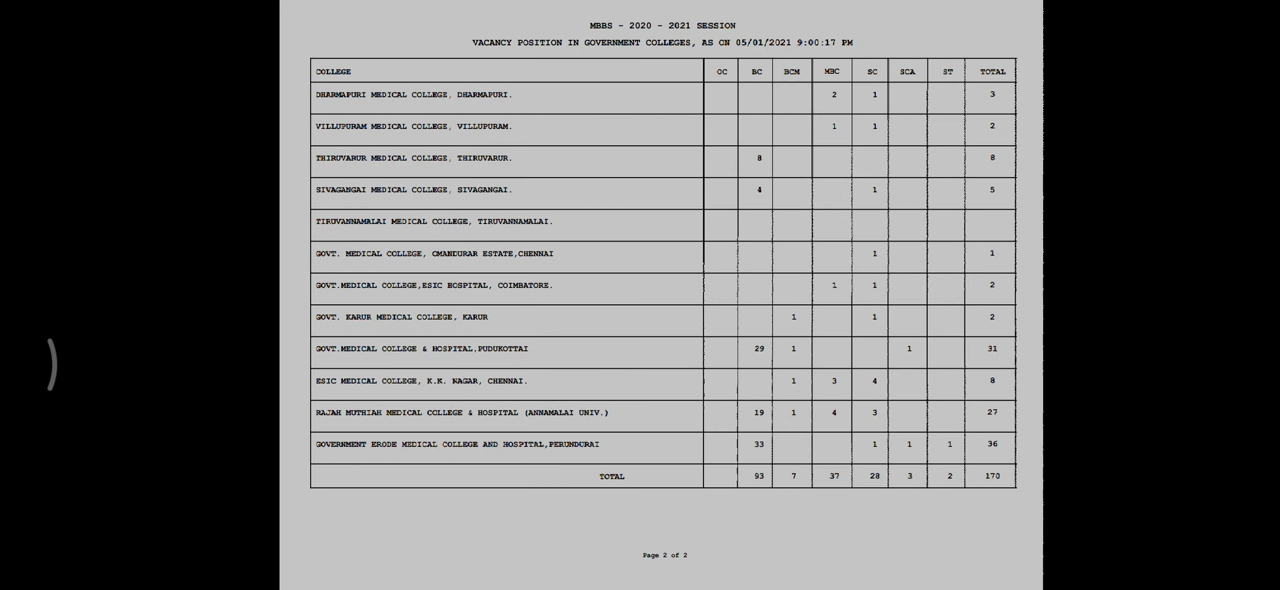 MBBS - 2020 - 2021 SESSION
VACANCY POSITION IN GOVERNMENT COLLEGES, AS ON 05/01/2021 9:00:17 PM
COLLEGE OC BC BCM MBC SC SCA ST TOTAL
DHARMAPURI MEDICAL COLLEGE, DHARMAPURI. 2 1 3
VILLUPURAM MEDICAL COLLEGE, VILLUPURAM. 1 1 2
THIRUVARUR MEDICAL COLLEGE, THIRUVARUR. 8 8
SIVAGANGAI MEDICAL COLLEGE, SIVAGANGAI. 4 1 5
TIRUVANNAMALAI MEDICAL COLLEGE, TIRUVANNAMALAI.
GOVT. MEDICAL COLLEGE, OMANDURAR ESTATE,CHENNAI 1 1
GOVT.MEDICAL COLLEGE,ESIC HOSPITAL, COIMBATORE. 1 1 2
GOVT. KARUR MEDICAL COLLEGE, KARUR 1 1 2
GOVT.MEDICAL COLLEGE & HOSPITAL,PUDUKOTTAI 29 1 1 31
ESIC MEDICAL COLLEGE, K.K. NAGAR, CHENNAI. 1 3 4 8
RAJAH MUTHIAH MEDICAL COLLEGE & HOSPITAL (ANNAMALAI UNIV.) 19 1 4 3 27
GOVERNMENT ERODE MEDICAL COLLEGE AND HOSPITAL,PERUNDURAI 33 1 1 1 36
TOTAL 93 7 37 28 3 2 170
Page 2 of 2